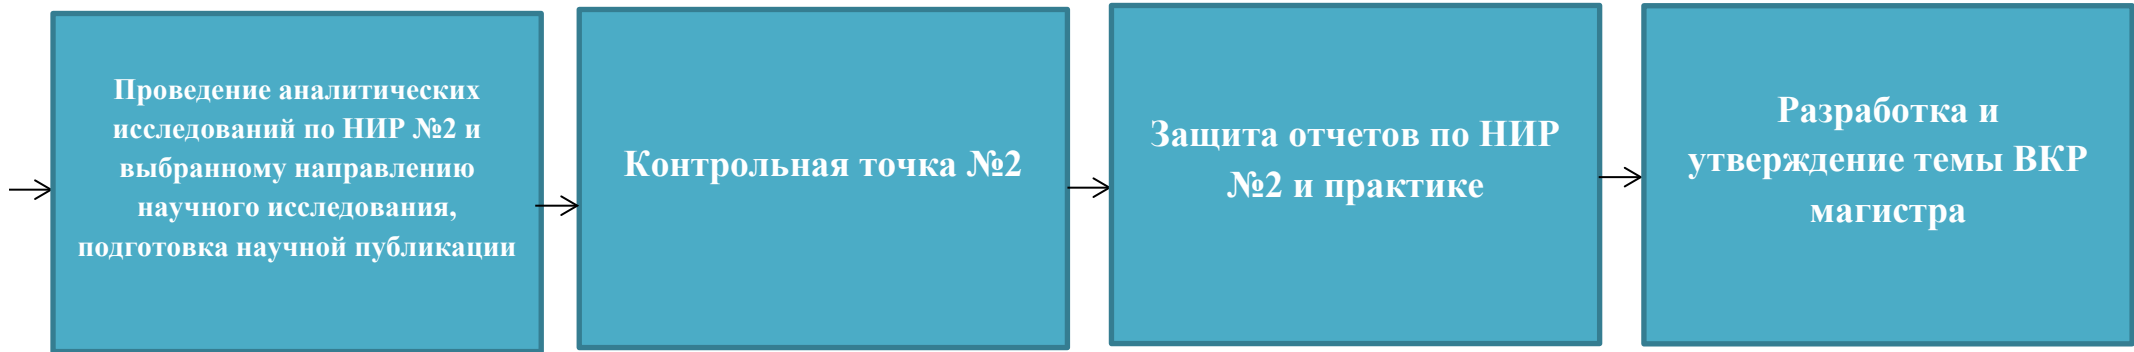 Проведение аналитических
исследований по НИР №2 и
выбранному направлению
научного исследования,
подготовка научной публикации
Контрольная точка №2
Защита отчетов по НИР
№2 и практике
Разработка и
утверждение темы ВКР
магистра